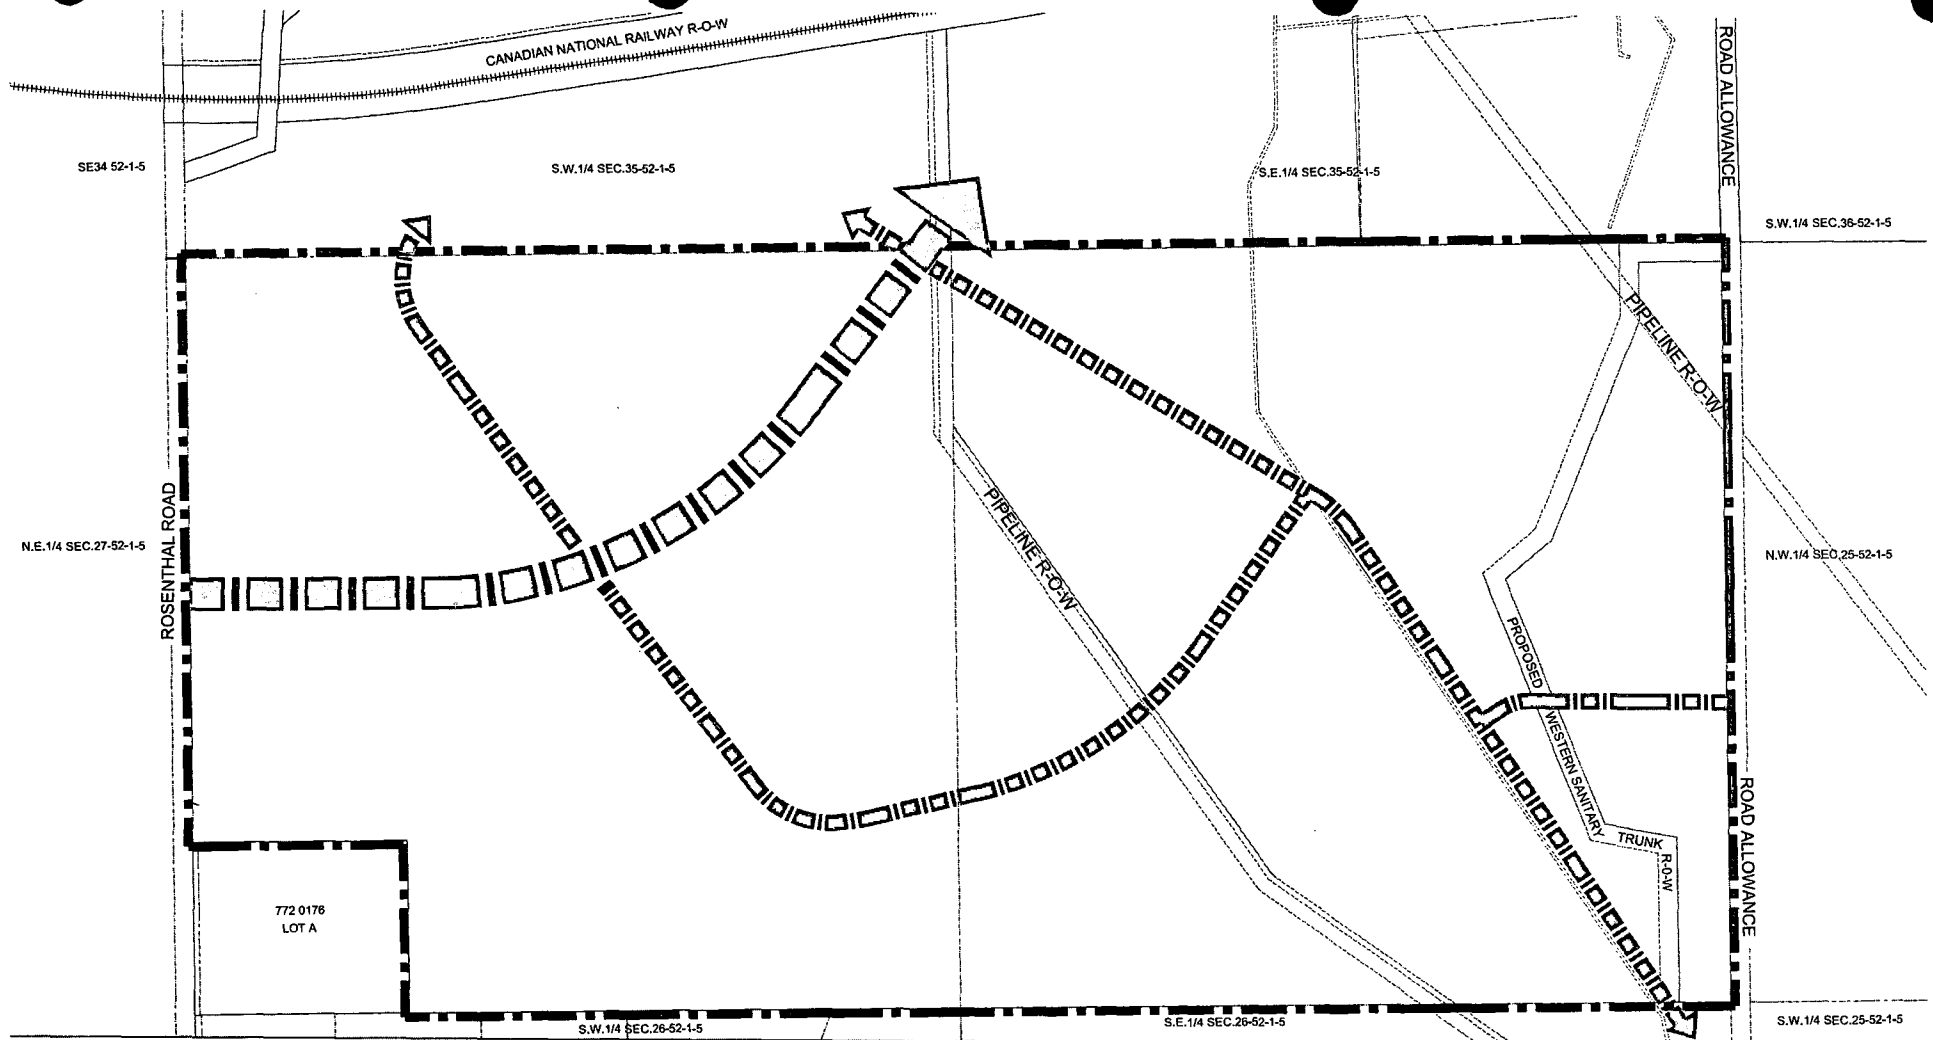 CANADIAN NATIONAL RAILWAY R-O-W
ROAD ALLOWANCE
SE34 52-1-5
S.W.1/4 SEC.35-52-1-5
S.E.1/4 SEC.35-52-1-5
S.W.1/4 SEC.36-52-1-5
PIPELINE R-O-W
ROSENTHAL ROAD
N.E.1/4 SEC.27-52-1-5
PIPELINE R-O-W
N.W.1/4 SEC.25-52-1-5
PROPOSED
WESTERN SANITARY
TRUNK
R-O-W
ROAD ALLOWANCE
772 0176
LOT A
S.W.1/4 SEC.26-52-1-5
S.E.1/4 SEC.26-52-1-5
S.W.1/4 SEC.25-52-1-5